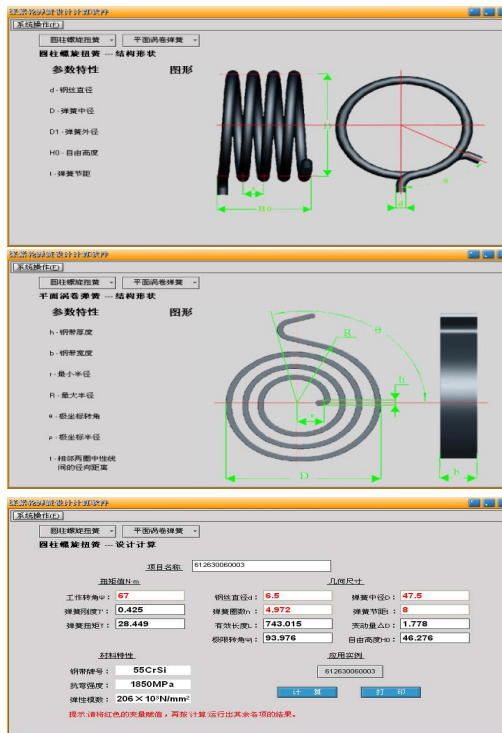 系统操作(F)
圆柱螺旋扭簧 平面涡卷弹簧
圆柱螺旋扭簧 --- 结构形状
参数特性 图形
d - 钢丝直径
D - 弹簧中径
D1 - 弹簧外径
H0 - 自由高度
t - 弹簧节距
D
t
H0
d
系统操作(F)
圆柱螺旋扭簧 平面涡卷弹簧
平面涡卷弹簧 --- 结构形状
参数特性 图形
h - 钢带厚度
b - 钢带宽度
r - 最小半径
R - 最大半径
θ - 极坐标转角
ρ - 极坐标半径
t - 相邻两圈中性线
间的径向距离
R
θ
h
r
D
b
系统操作(F)
圆柱螺旋扭簧 平面涡卷弹簧
圆柱螺旋扭簧 --- 设计计算
项目名称 612630060003
扭矩值N·m 几何尺寸
工作转角Ψ: 67 钢丝直径d: 6.5 弹簧中径D: 47.5
弹簧刚度T': 0.425 弹簧圈数n: 4.972 弹簧节距t: 8
弹簧扭矩T: 28.449 有效长度L: 743.015 变动量△D: 1.778
极限转角Ψj: 93.976 自由高度H0: 46.276
材料特性 应用实例
钢带牌号: 55CrSi 612630060003
抗弯强度: 1850MPa
弹性模数: 206×10³N/mm² 计 算 打 印
提示:请将红色的变量赋值,再按'计算'运行出其余各项的结果。